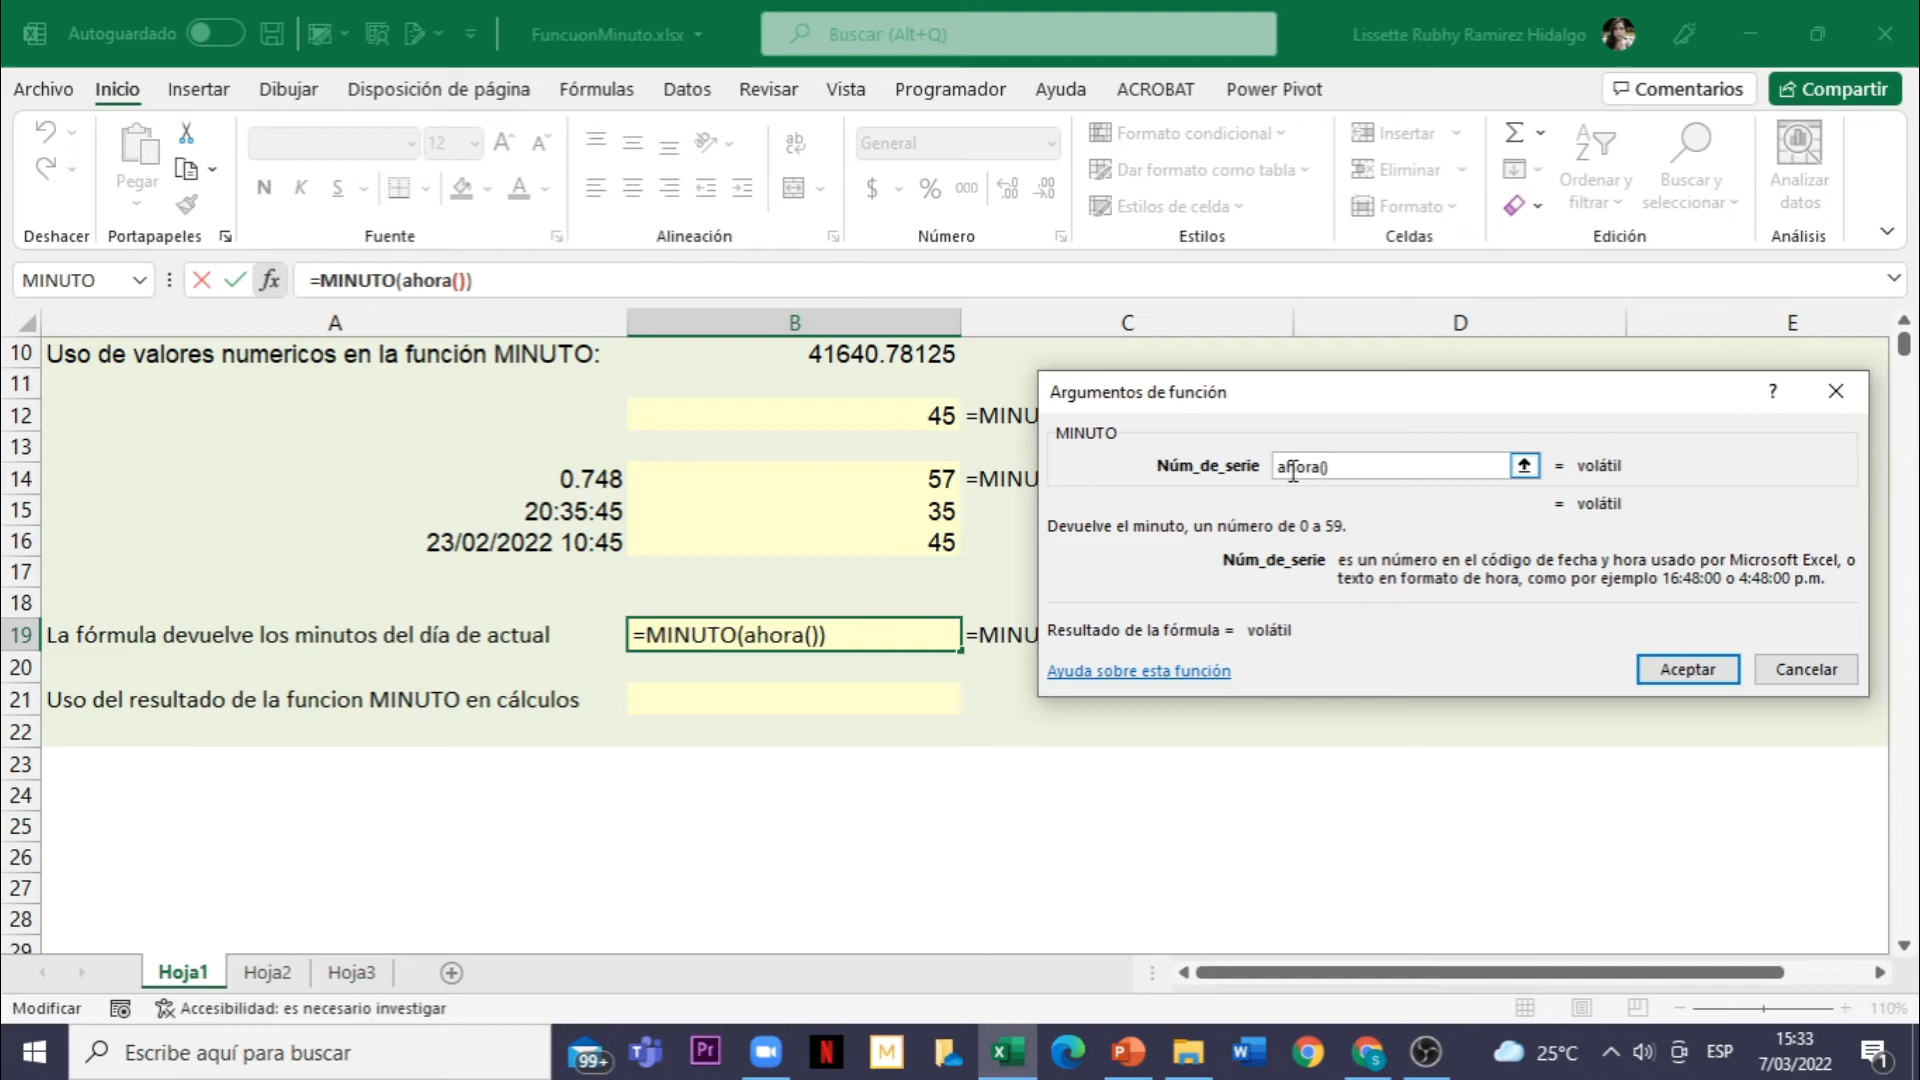 Autoguardado
FuncuonMinuto.xlsx
Buscar (Alt+Q)
Lissette Rubhy Ramirez Hidalgo
Archivo Inicio Insertar Dibujar Disposición de página Fórmulas Datos Revisar Vista Programador Ayuda ACROBAT Power Pivot Comentarios Compartir
12 General Formato condicional Insertar
Pegar Dar formato como tabla Eliminar Ordenar y filtrar Buscar y seleccionar Analizar datos
N K S $ % 000 Estilos de celda Formato
Deshacer Portapapeles Fuente Alineación Número Estilos Celdas Edición Análisis
MINUTO fx =MINUTO(ahora())
A B C D E
10 Uso de valores numericos en la función MINUTO: 41640.78125
11
12 45 =MINU
13
14 0.748 57 =MINU
15 20:35:45 35
16 23/02/2022 10:45 45
17
18
19 La fórmula devuelve los minutos del día de actual =MINUTO(ahora()) =MINU
20
21 Uso del resultado de la funcion MINUTO en cálculos
22
23
24
25
26
27
28
29
Argumentos de función ?
MINUTO
Núm_de_serie ahora() = volátil
= volátil
Devuelve el minuto, un número de 0 a 59.
Núm_de_serie es un número en el código de fecha y hora usado por Microsoft Excel, o
texto en formato de hora, como por ejemplo 16:48:00 o 4:48:00 p.m.
Resultado de la fórmula = volátil
Ayuda sobre esta función Aceptar Cancelar
Hoja1 Hoja2 Hoja3
Modificar Accesibilidad: es necesario investigar 110%
Escribe aquí para buscar 99+ Pr N M 25°C ESP 15:33
7/03/2022 1